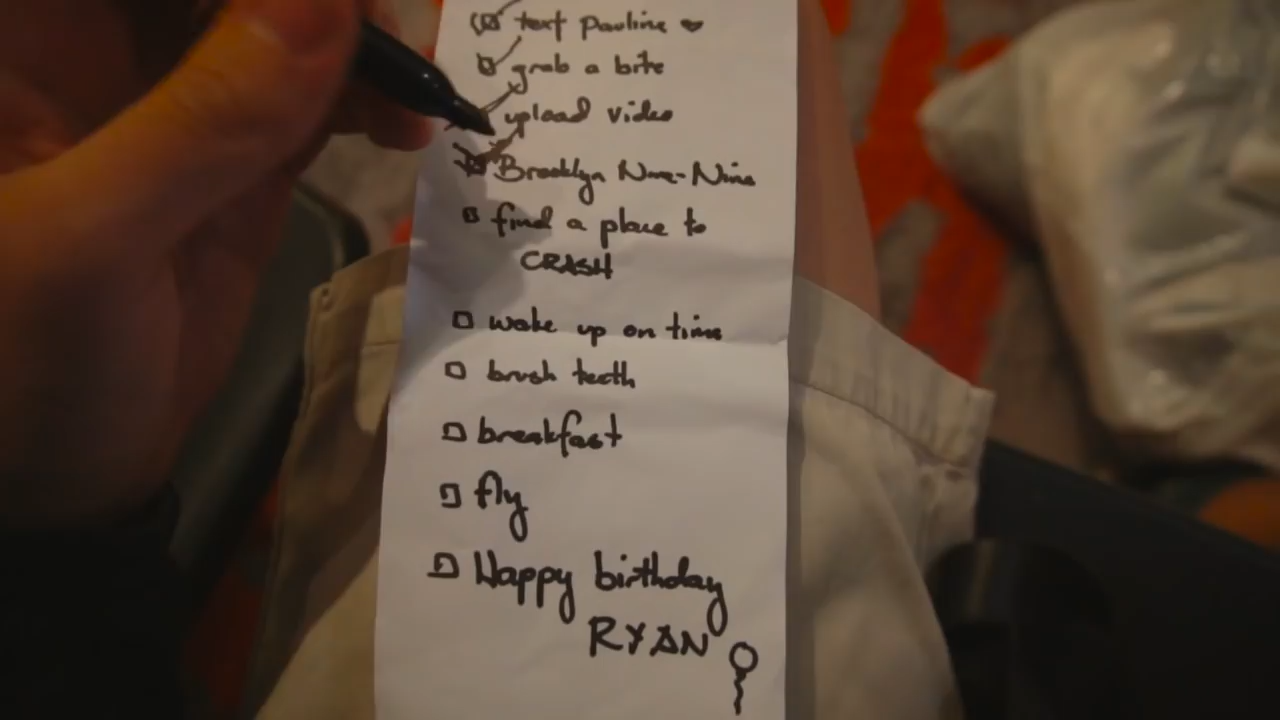 text Pauline
grab a bite
upload video
Brooklyn Nine-Nine
find a place to
CRASH
wake up on time
brush teeth
breakfast
fly
Happy birthday
RYAN